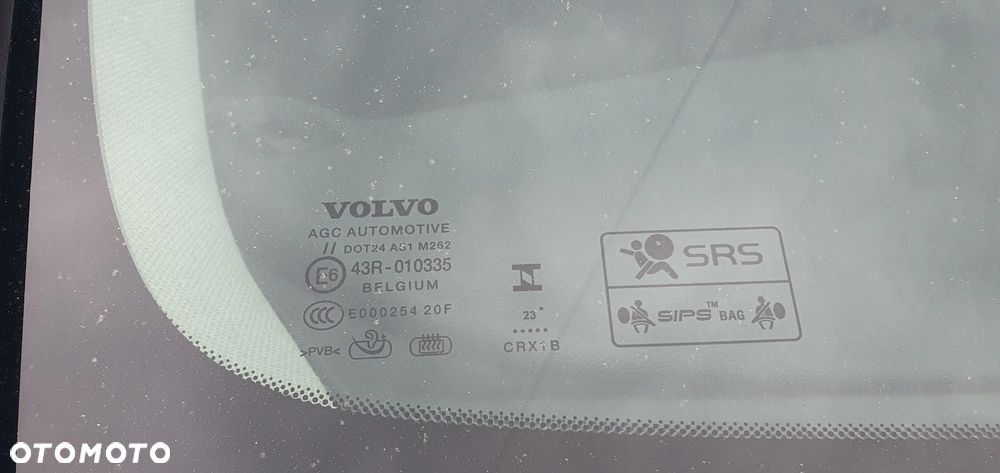 VOLVO
AGC AUTOMOTIVE
// DOT24 AS1 M262
E6 43R-010335
BELGIUM
CCC E000254 20F
>PVB<
23
CRX1B
SRS
SIPS™ BAG
OTOMOTO